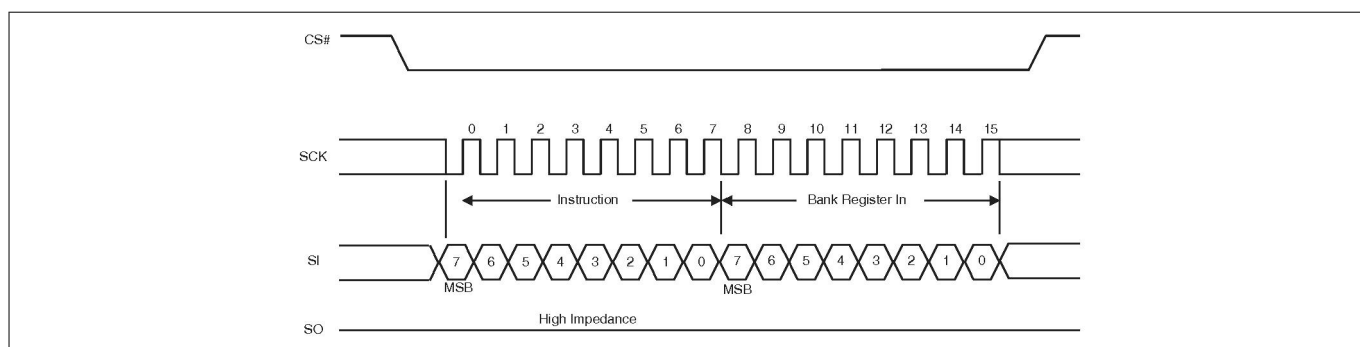 CS#
0 1 2 3 4 5 6 7 8 9 10 11 12 13 14 15
SCK
Instruction Bank Register In
SI 7 6 5 4 3 2 1 0 7 6 5 4 3 2 1 0
MSB MSB
High Impedance
SO